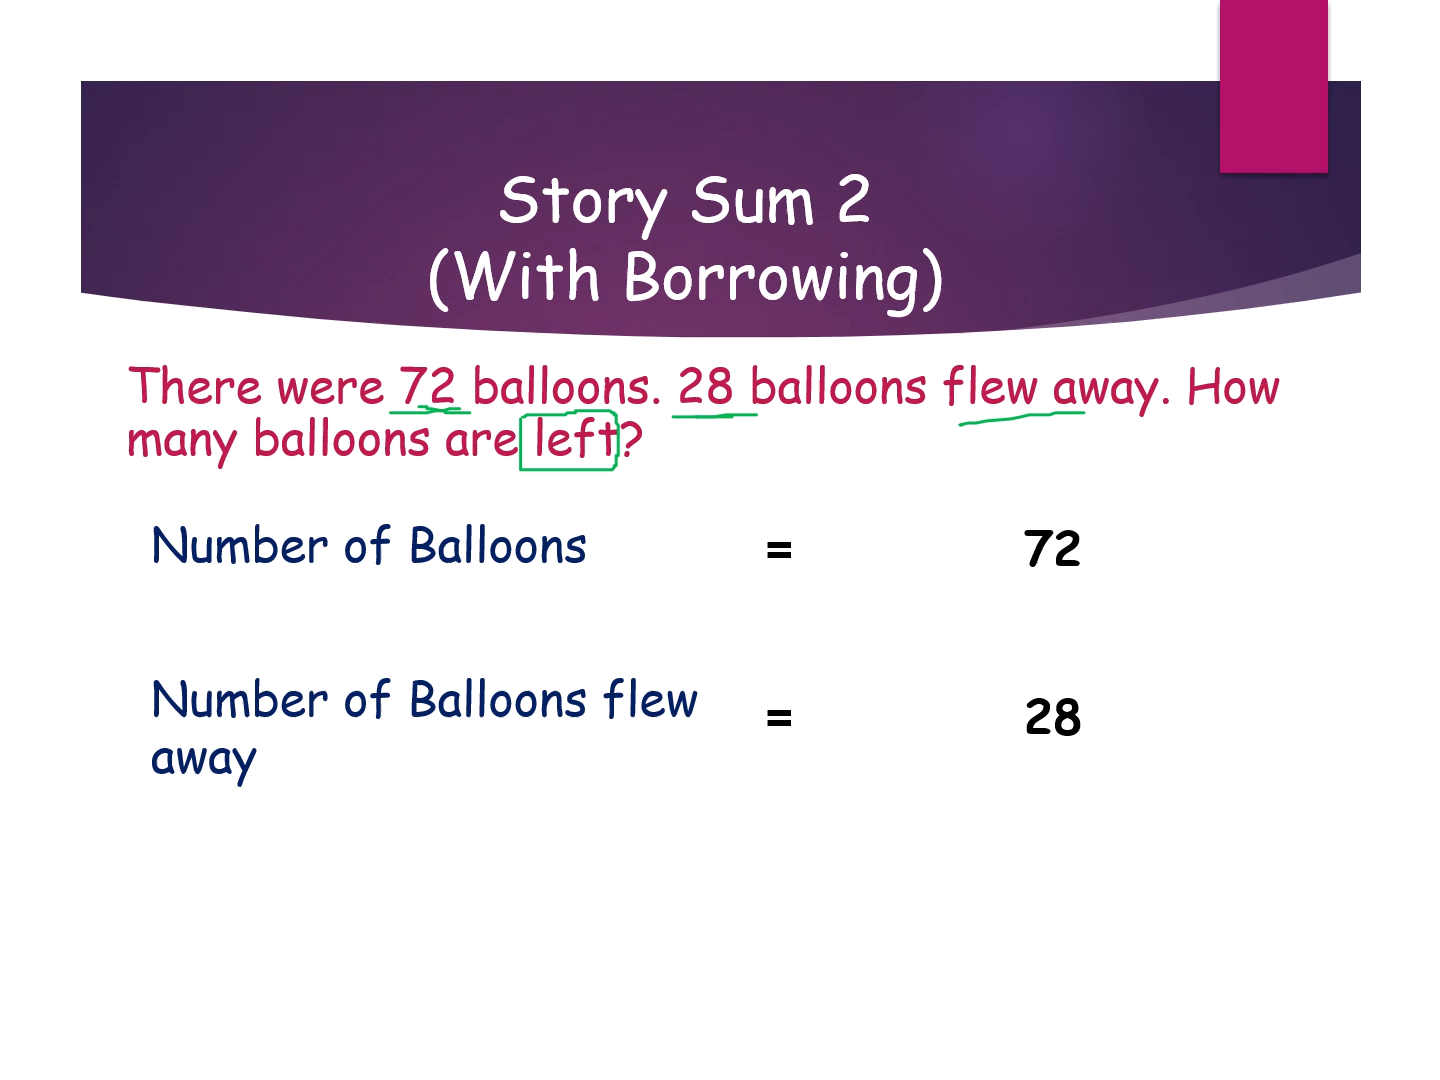 Story Sum 2
(With Borrowing)
There were 72 balloons. 28 balloons flew away. How
many balloons are left?
Number of Balloons = 72
Number of Balloons flew
away = 28